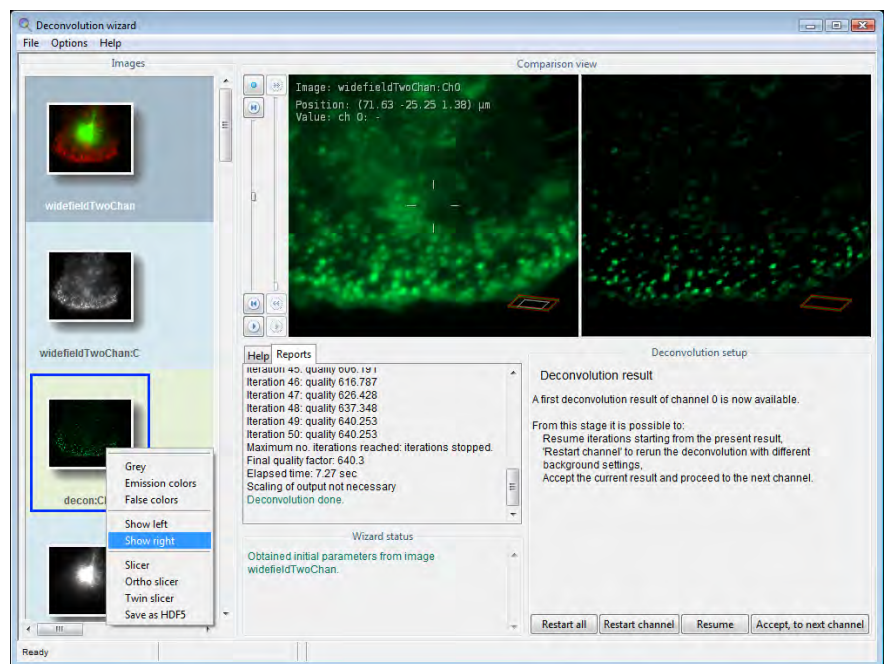 Deconvolution wizard
File Options Help
Images
widefieldTwoChan
widefieldTwoChan:C
decon:Cl
Grey
Emission colors
False colors
Show left
Show right
Slicer
Ortho slicer
Twin slicer
Save as HDF5
Comparison view
Image: widefieldTwoChan:Ch0
Position: (71.63 -25.25 1.38) µm
Value: ch 0: -
Help Reports
Iteration 45: quality 606.191
Iteration 46: quality 616.787
Iteration 47: quality 626.428
Iteration 48: quality 637.348
Iteration 49: quality 640.253
Iteration 50: quality 640.253
Maximum no. iterations reached: iterations stopped.
Final quality factor: 640.3
Elapsed time: 7.27 sec
Scaling of output not necessary
Deconvolution done.
Wizard status
Obtained initial parameters from image
widefieldTwoChan.
Deconvolution setup
Deconvolution result
A first deconvolution result of channel 0 is now available.
From this stage it is possible to:
Resume iterations starting from the present result,
'Restart channel' to rerun the deconvolution with different
background settings,
Accept the current result and proceed to the next channel.
Restart all Restart channel Resume Accept, to next channel
Ready